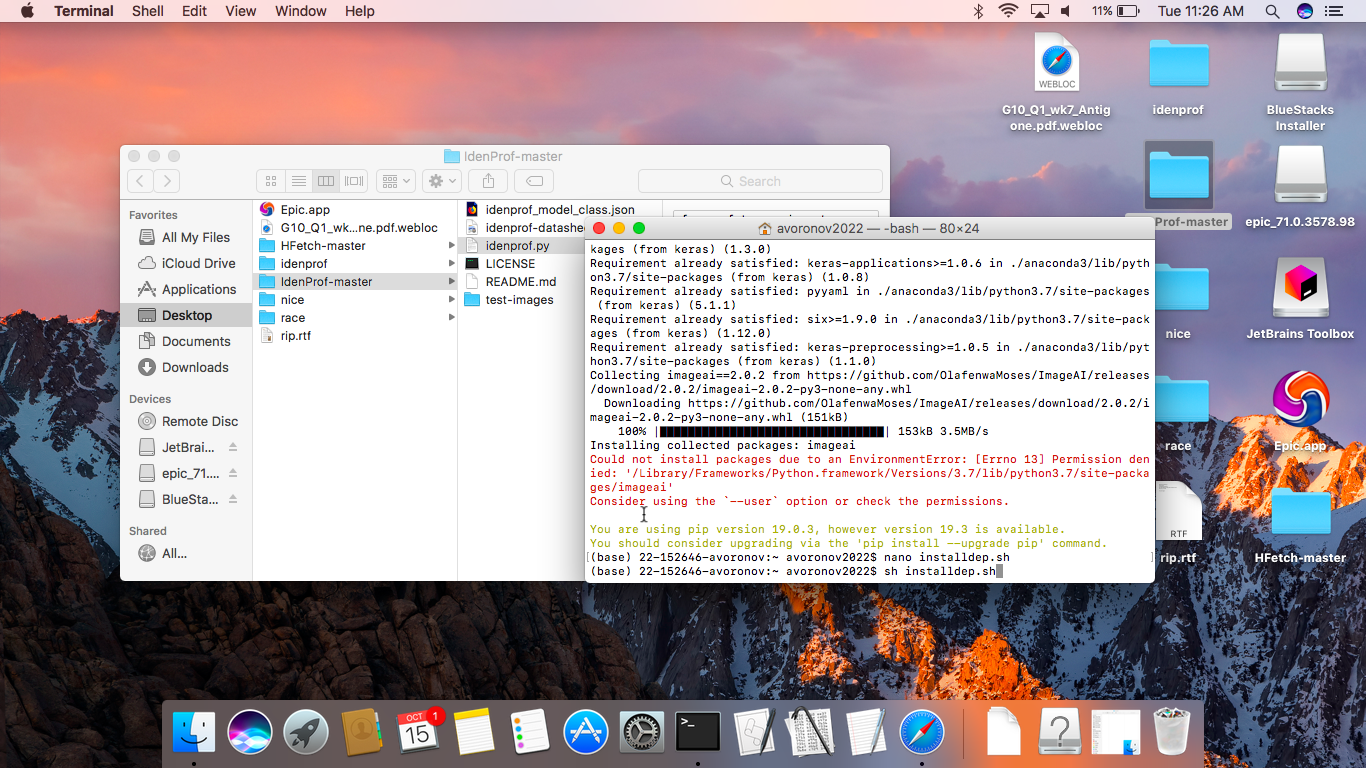 Terminal Shell Edit View Window Help
11% Tue 11:26 AM
WEBLOC
G10_Q1_wk7_Antig
one.pdf.webloc
idenprof
BlueStacks
Installer
Prof-master
epic_71.0.3578.98
nice
JetBrains Toolbox
race
Epic.app
RTF
rip.rtf
HFetch-master
IdenProf-master
Search
Favorites
All My Files
iCloud Drive
Applications
Desktop
Documents
Downloads
Devices
Remote Disc
JetBrai...
epic_71....
BlueSta...
Shared
All...
Epic.app
G10_Q1_wk...ne.pdf.webloc
HFetch-master
idenprof
IdenProf-master
nice
race
rip.rtf
idenprof_model_class.json
idenprof-datashe
idenprof.py
LICENSE
README.md
test-images
avoronov2022 — -bash — 80×24
kages (from keras) (1.3.0)
Requirement already satisfied: keras-applications>=1.0.6 in ./anaconda3/lib/pyth
on3.7/site-packages (from keras) (1.0.8)
Requirement already satisfied: pyyaml in ./anaconda3/lib/python3.7/site-packages
 (from keras) (5.1.1)
Requirement already satisfied: six>=1.9.0 in ./anaconda3/lib/python3.7/site-pack
ages (from keras) (1.12.0)
Requirement already satisfied: keras-preprocessing>=1.0.5 in ./anaconda3/lib/pyt
hon3.7/site-packages (from keras) (1.1.0)
Collecting imageai==2.0.2 from https://github.com/OlafenwaMoses/ImageAI/releases
/download/2.0.2/imageai-2.0.2-py3-none-any.whl
  Downloading https://github.com/OlafenwaMoses/ImageAI/releases/download/2.0.2/i
mageai-2.0.2-py3-none-any.whl (151kB)
    100% |████████████████████████████████| 153kB 3.5MB/s
Installing collected packages: imageai
Could not install packages due to an EnvironmentError: [Errno 13] Permission den
ied: '/Library/Frameworks/Python.framework/Versions/3.7/lib/python3.7/site-packa
ges/imageai'
Consider using the `--user` option or check the permissions.
You are using pip version 19.0.3, however version 19.3 is available.
You should consider upgrading via the 'pip install --upgrade pip' command.
[(base) 22-152646-avoronov:~ avoronov2022$ nano installdep.sh ]
(base) 22-152646-avoronov:~ avoronov2022$ sh installdep.sh
OCT
15
1